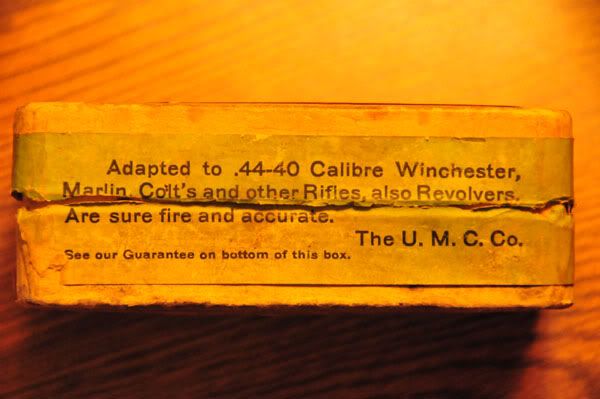 Adapted to .44-40 Calibre Winchester,
Marlin, Colt's and other Rifles, also Revolvers.
Are sure fire and accurate.
The U. M. C. Co.
See our Guarantee on bottom of this box.